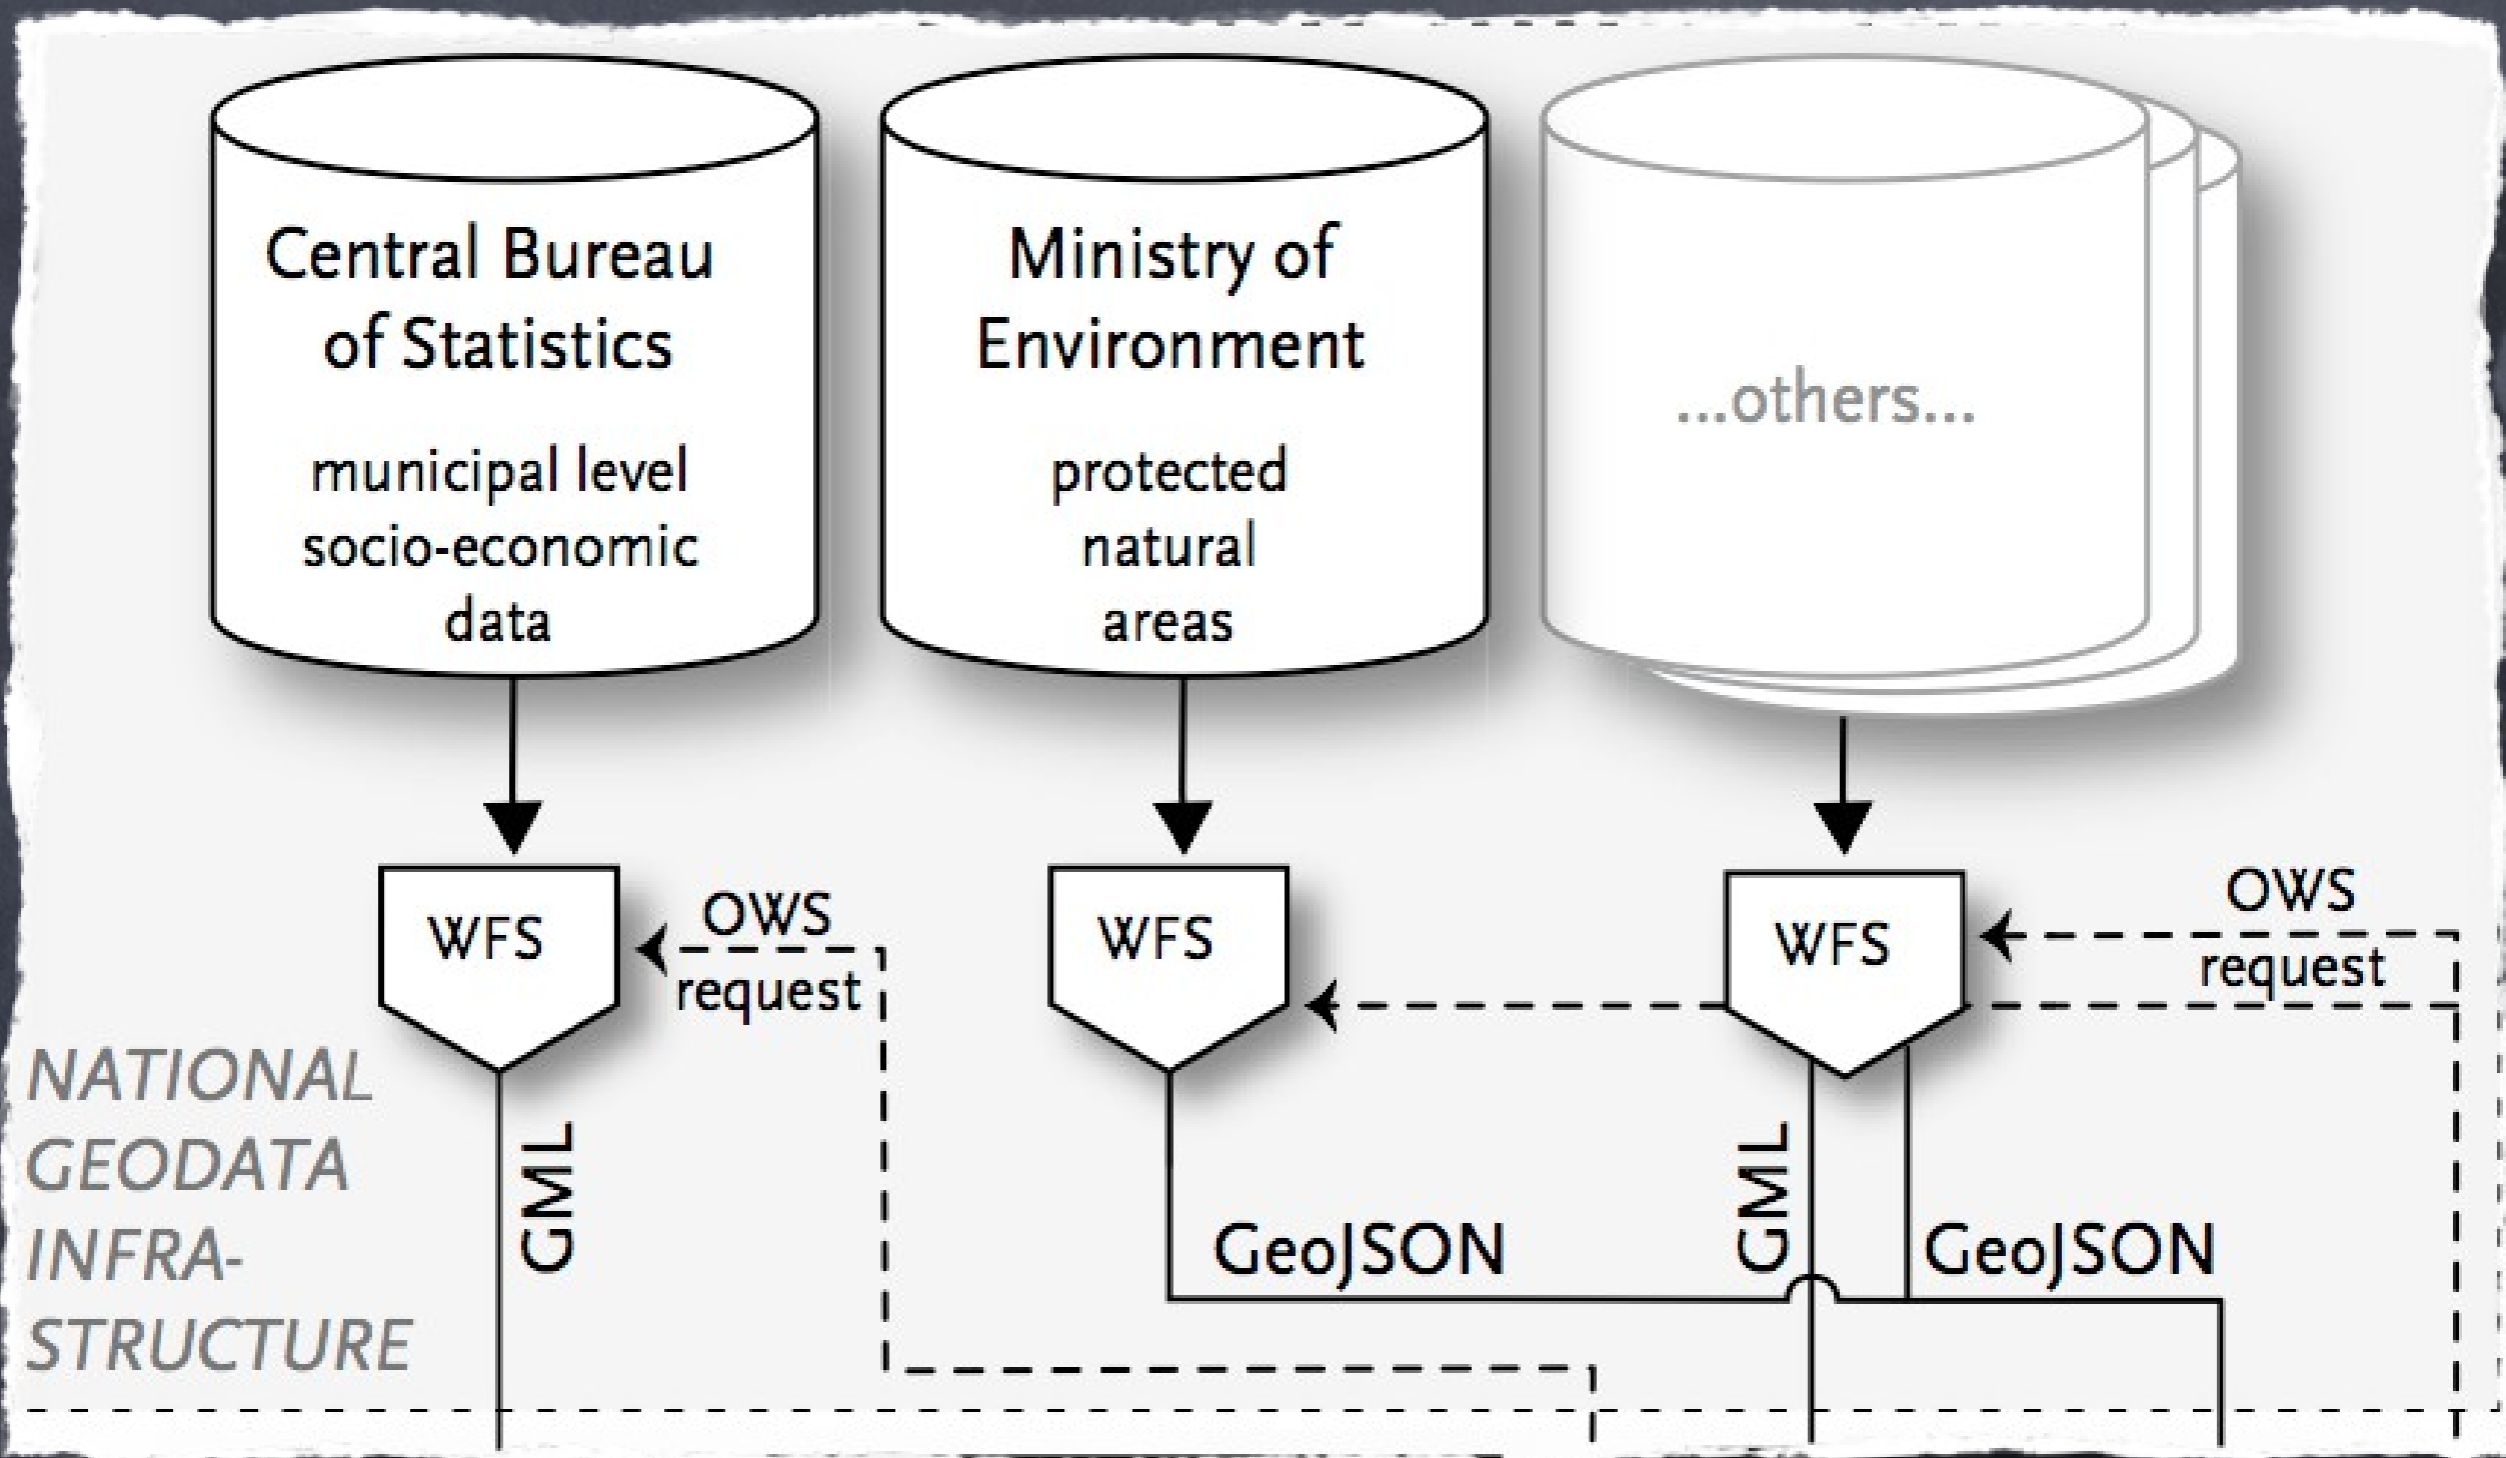 Central Bureau
of Statistics
municipal level
socio-economic
data
Ministry of
Environment
protected
natural
areas
...others...
WFS
OWS
request
WFS
WFS
OWS
request
NATIONAL
GEODATA
INFRA-
STRUCTURE
GML
GeoJSON
GML
GeoJSON